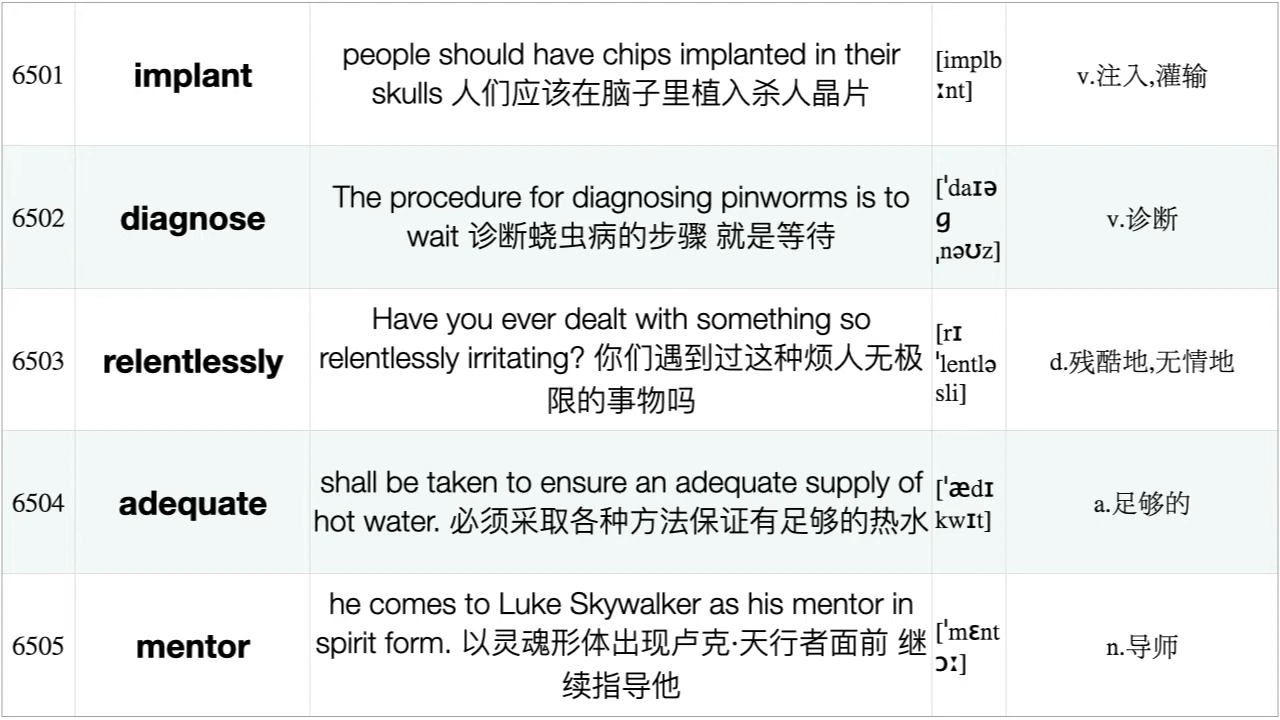 6501
implant
people should have chips implanted in their
skulls 人们应该在脑子里植入杀人晶片
[implb
ːnt]
v.注入,灌输
6502
diagnose
The procedure for diagnosing pinworms is to
wait 诊断蛲虫病的步骤 就是等待
[ˈdaɪə
ɡ
ˌnəʊz]
v.诊断
6503
relentlessly
Have you ever dealt with something so
relentlessly irritating? 你们遇到过这种烦人无极
限的事物吗
[rɪ
ˈlentlə
sli]
d.残酷地,无情地
6504
adequate
shall be taken to ensure an adequate supply of
hot water. 必须采取各种方法保证有足够的热水
[ˈædɪ
kwɪt]
a.足够的
6505
mentor
he comes to Luke Skywalker as his mentor in
spirit form. 以灵魂形体出现卢克·天行者面前 继
续指导他
[ˈmɛnt
ɔː]
n.导师